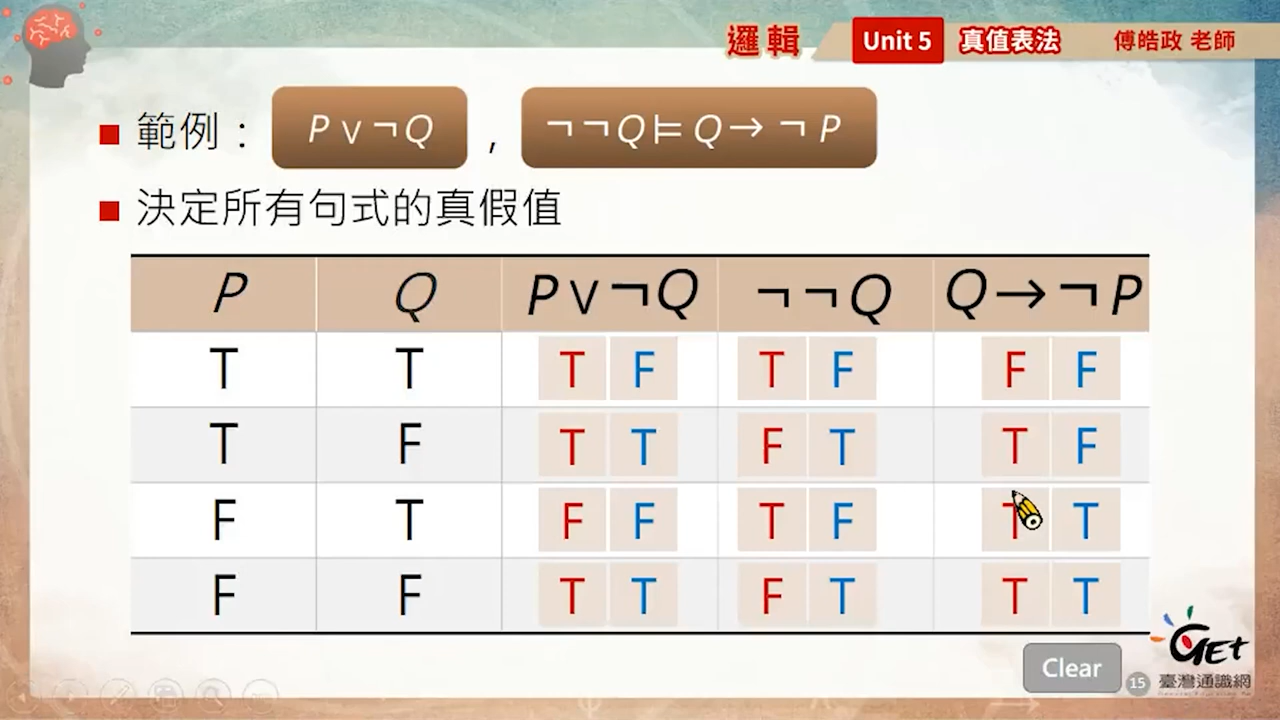 邏輯 Unit 5 真值表法 傅皓政 老師
範例： P ∨ ¬Q ， ¬¬Q ⊨ Q → ¬P
決定所有句式的真假值
P Q P ∨ ¬Q ¬¬Q Q → ¬P
T T T F T F F F
T F T T F T T F
F T F F T F T T
F F T T F T T T
Clear 15
GEt
臺灣通識網